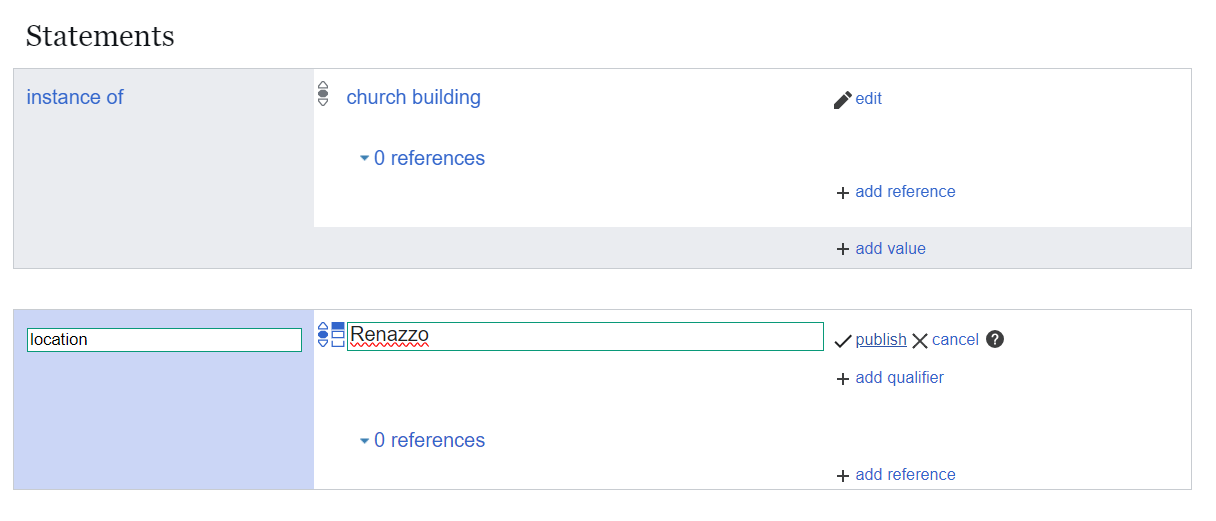 Statements
instance of
church building
edit
0 references
+ add reference
+ add value
location
Renazzo
publish
cancel
?
+ add qualifier
0 references
+ add reference